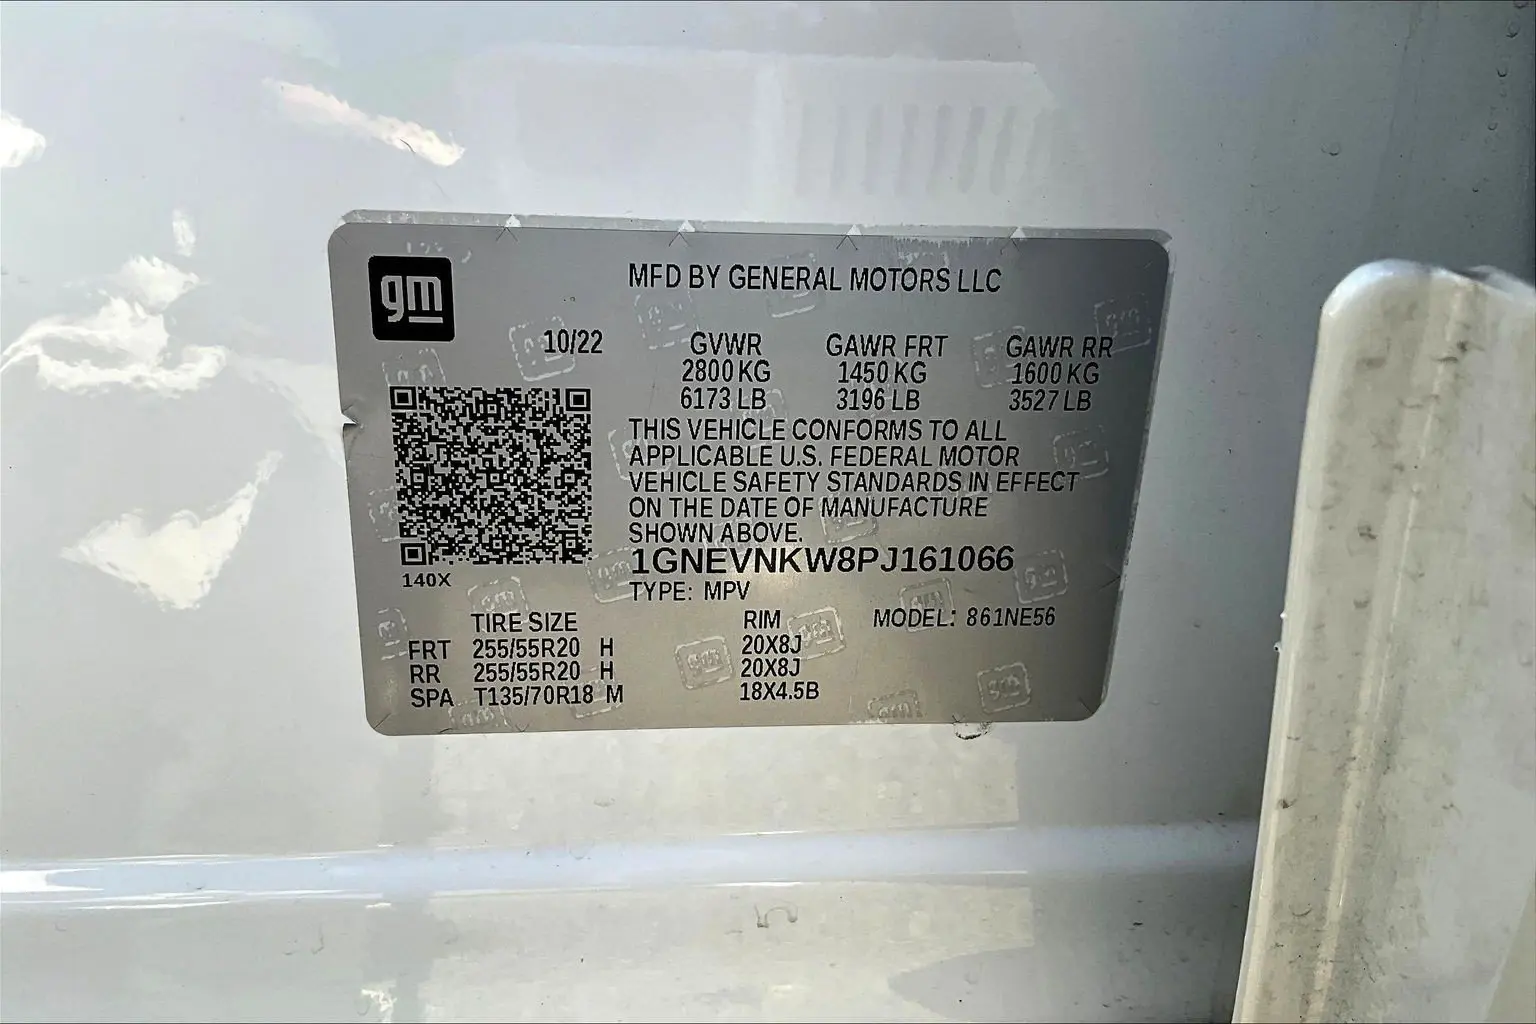 gm
MFD BY GENERAL MOTORS LLC
10/22 GVWR GAWR FRT GAWR RR
2800 KG 1450 KG 1600 KG
6173 LB 3196 LB 3527 LB
THIS VEHICLE CONFORMS TO ALL
APPLICABLE U.S. FEDERAL MOTOR
VEHICLE SAFETY STANDARDS IN EFFECT
ON THE DATE OF MANUFACTURE
SHOWN ABOVE.
1GNEVNKW8PJ161066
140X
TYPE: MPV
TIRE SIZE RIM MODEL: 861NE56
FRT 255/55R20 H 20X8J
RR 255/55R20 H 20X8J
SPA T135/70R18 M 18X4.5B